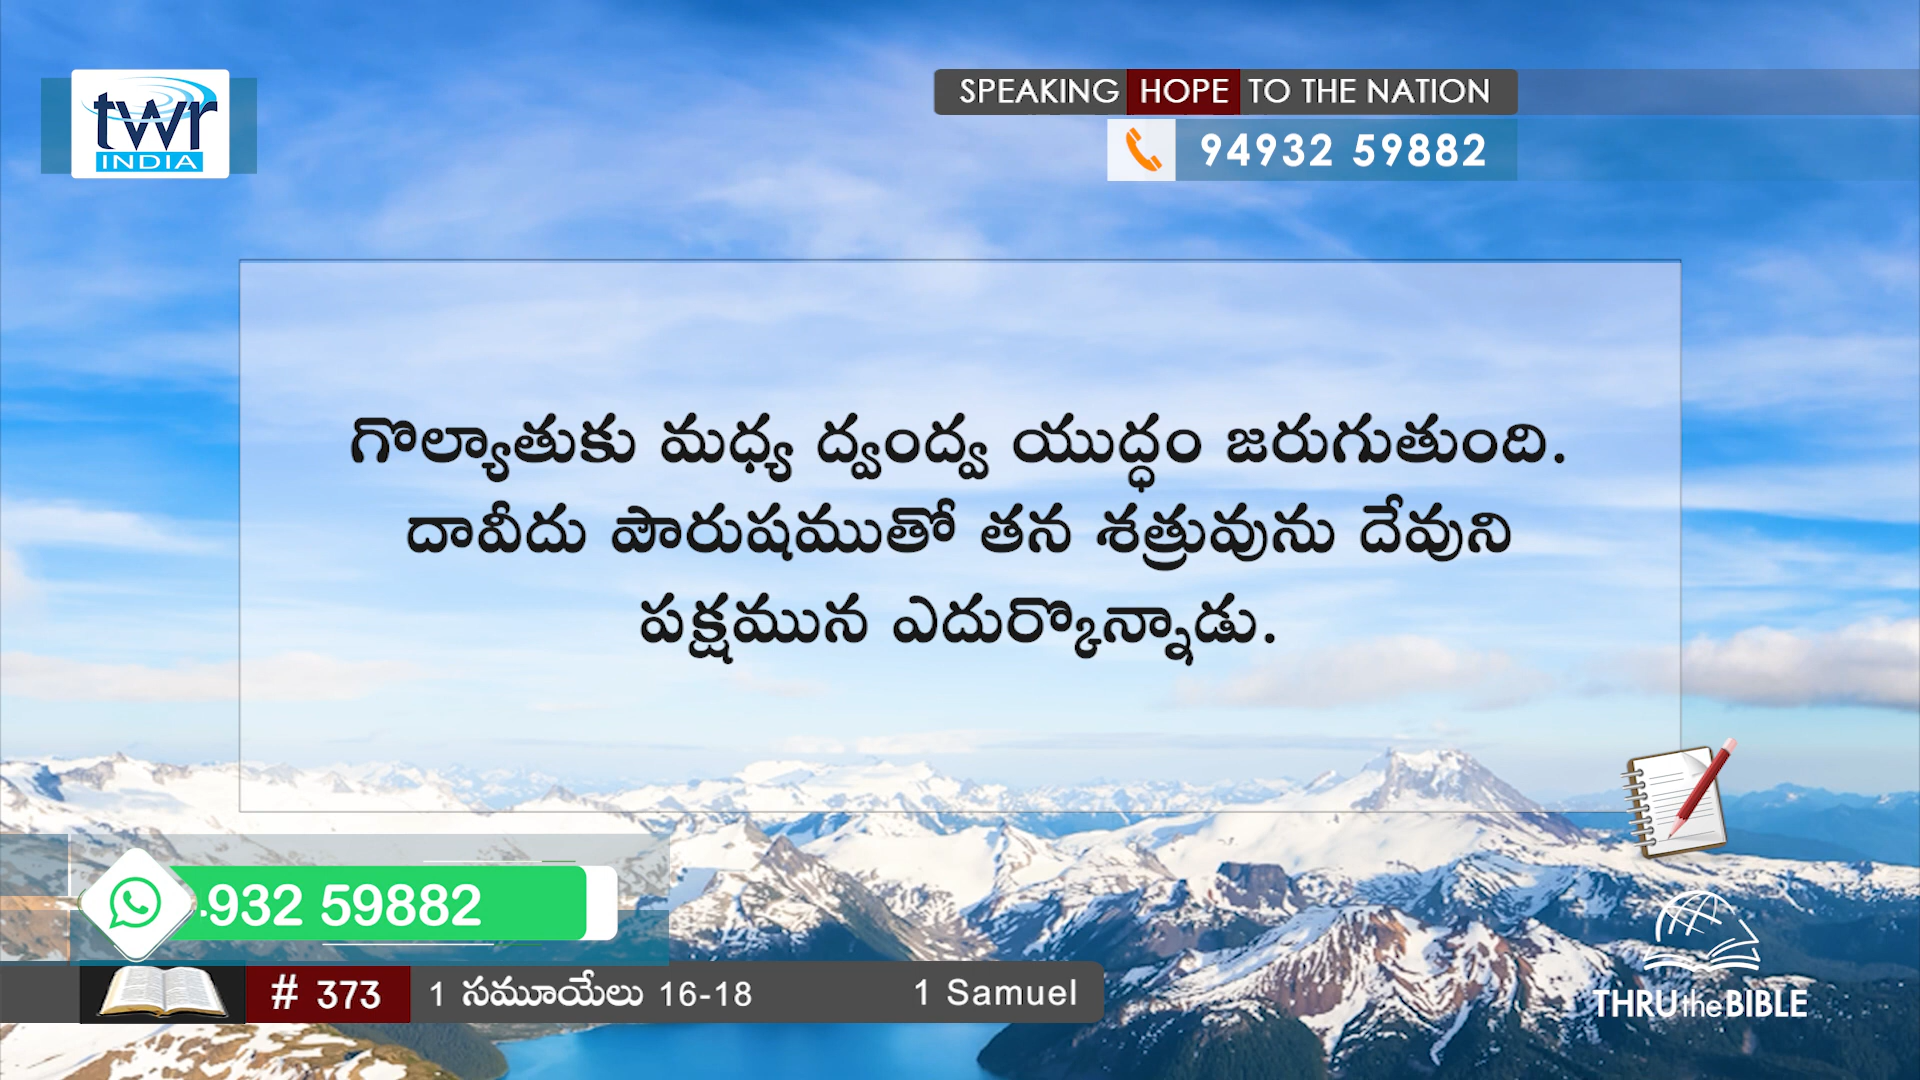 twr
INDIA
SPEAKING HOPE TO THE NATION
94932 59882
గొల్యాతుకు మధ్య ద్వంద్వ యుద్ధం జరుగుతుంది.
దావీదు పౌరుషముతో తన శత్రువును దేవుని
పక్షమున ఎదుర్కొన్నాడు.
932 59882
# 373 1 సమూయేలు 16-18 1 Samuel
THRU the BIBLE